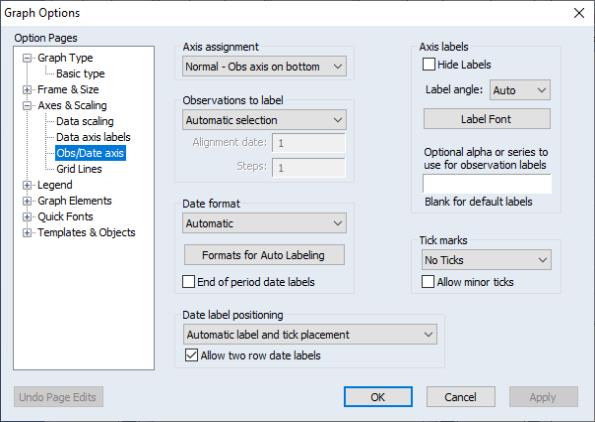 Graph Options
Option Pages
Graph Type
Basic type
Frame & Size
Axes & Scaling
Data scaling
Data axis labels
Obs/Date axis
Grid Lines
Legend
Graph Elements
Quick Fonts
Templates & Objects
Axis assignment
Normal - Obs axis on bottom
Observations to label
Automatic selection
Alignment date: 1
Steps: 1
Date format
Automatic
Formats for Auto Labeling
End of period date labels
Date label positioning
Automatic label and tick placement
Allow two row date labels
Axis labels
Hide Labels
Label angle: Auto
Label Font
Optional alpha or series to
use for observation labels
Blank for default labels
Tick marks
No Ticks
Allow minor ticks
Undo Page Edits
OK
Cancel
Apply